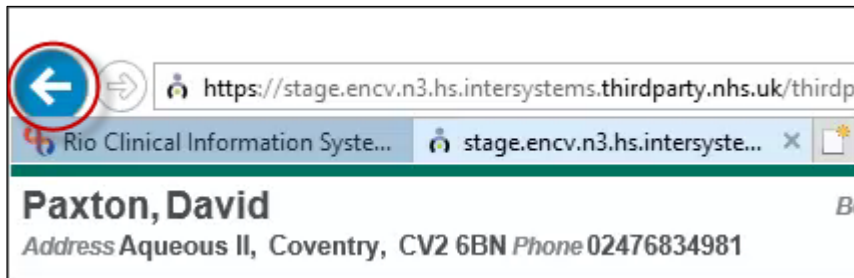 https://stage.encv.n3.hs.intersystems.thirdparty.nhs.uk/thirdp
Rio Clinical Information Syste... stage.encv.n3.hs.intersyste...
Paxton, David
Address Aqueous II, Coventry, CV2 6BN Phone 02476834981